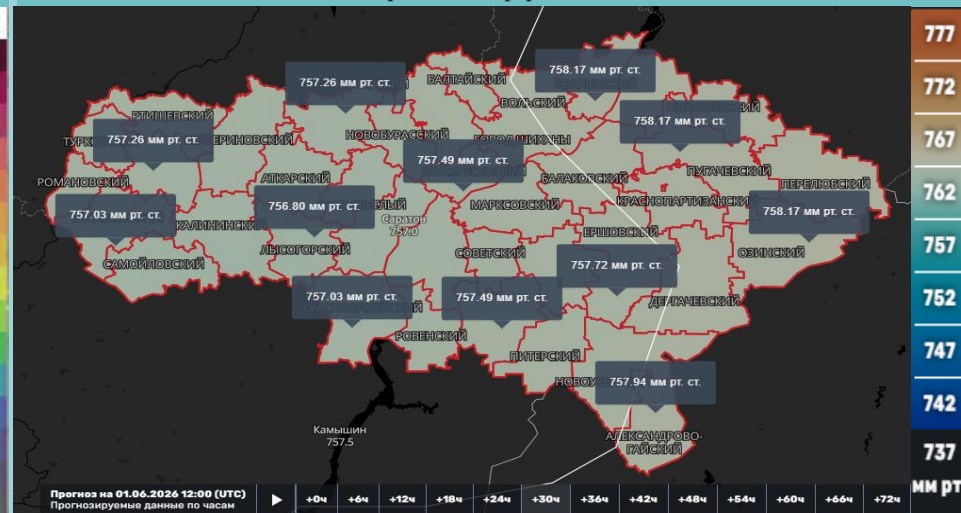 758.17 мм рт. ст.
757.26 мм рт. ст.
БАЛТАЙСКИЙ
ВОЛЬСКИЙ
РТИЩЕВСКИЙ
758.17 мм рт. ст.
757.26 мм рт. ст.
НОВОБУРАССКИЙ
757.49 мм рт. ст.
АТКАРСКИЙ
ПУГАЧЕВСКИЙ
БАЛАКОВСКИЙ
РОМАНОВСКИЙ
ПЕРЕЛЮБСКИЙ
757.03 мм рт. ст.
756.80 мм рт. ст.
МАРКСОВСКИЙ
КРАСНОПАРТИЗАНСКИ
758.17 мм рт. ст.
Саратов
757.0
КАЛИНИНСКИЙ
ЕРШОВСКИЙ
ЛЫСОГОРСКИЙ
СОВЕТСКИЙ
ОЗИНСКИЙ
САМОЙЛОВСКИЙ
757.72 мм рт. ст.
757.03 мм рт. ст.
757.49 мм рт. ст.
ДЕРГАЧЕВСКИЙ
РОВЕНСКИЙ
ПИТЕРСКИЙ
757.94 мм рт. ст.
Камышин
757.5
АЛЕКСАНДРОВО-
ГАЙСКИЙ
Прогноз на 01.06.2026 12:00 (UTC)
Прогнозируемые данные по часам
+0ч +6ч +12ч +18ч +24ч +30ч +36ч +42ч +48ч +54ч +60ч +66ч +72ч
777
772
767
762
757
752
747
742
737
мм рт